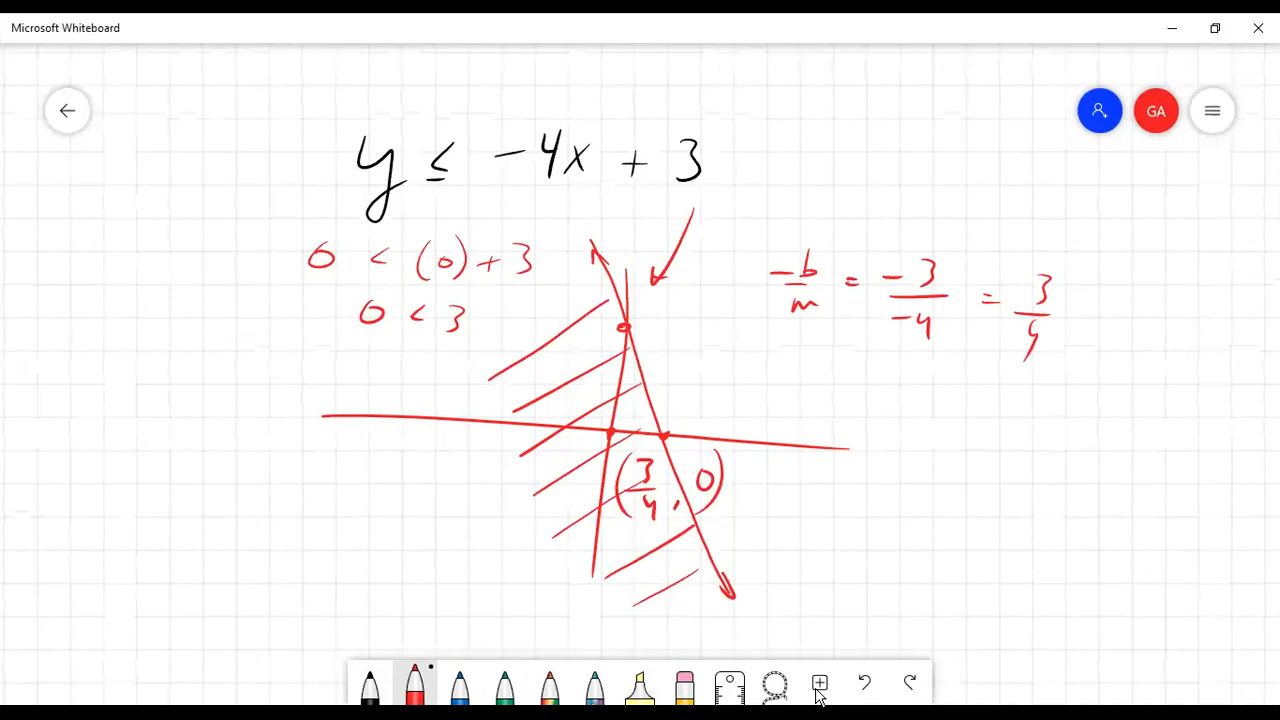 Microsoft Whiteboard
GA
y ≤ -4x + 3
0 < (0) + 3
0 < 3
-b/m = -3/-4 = 3/4
(3/4, 0)